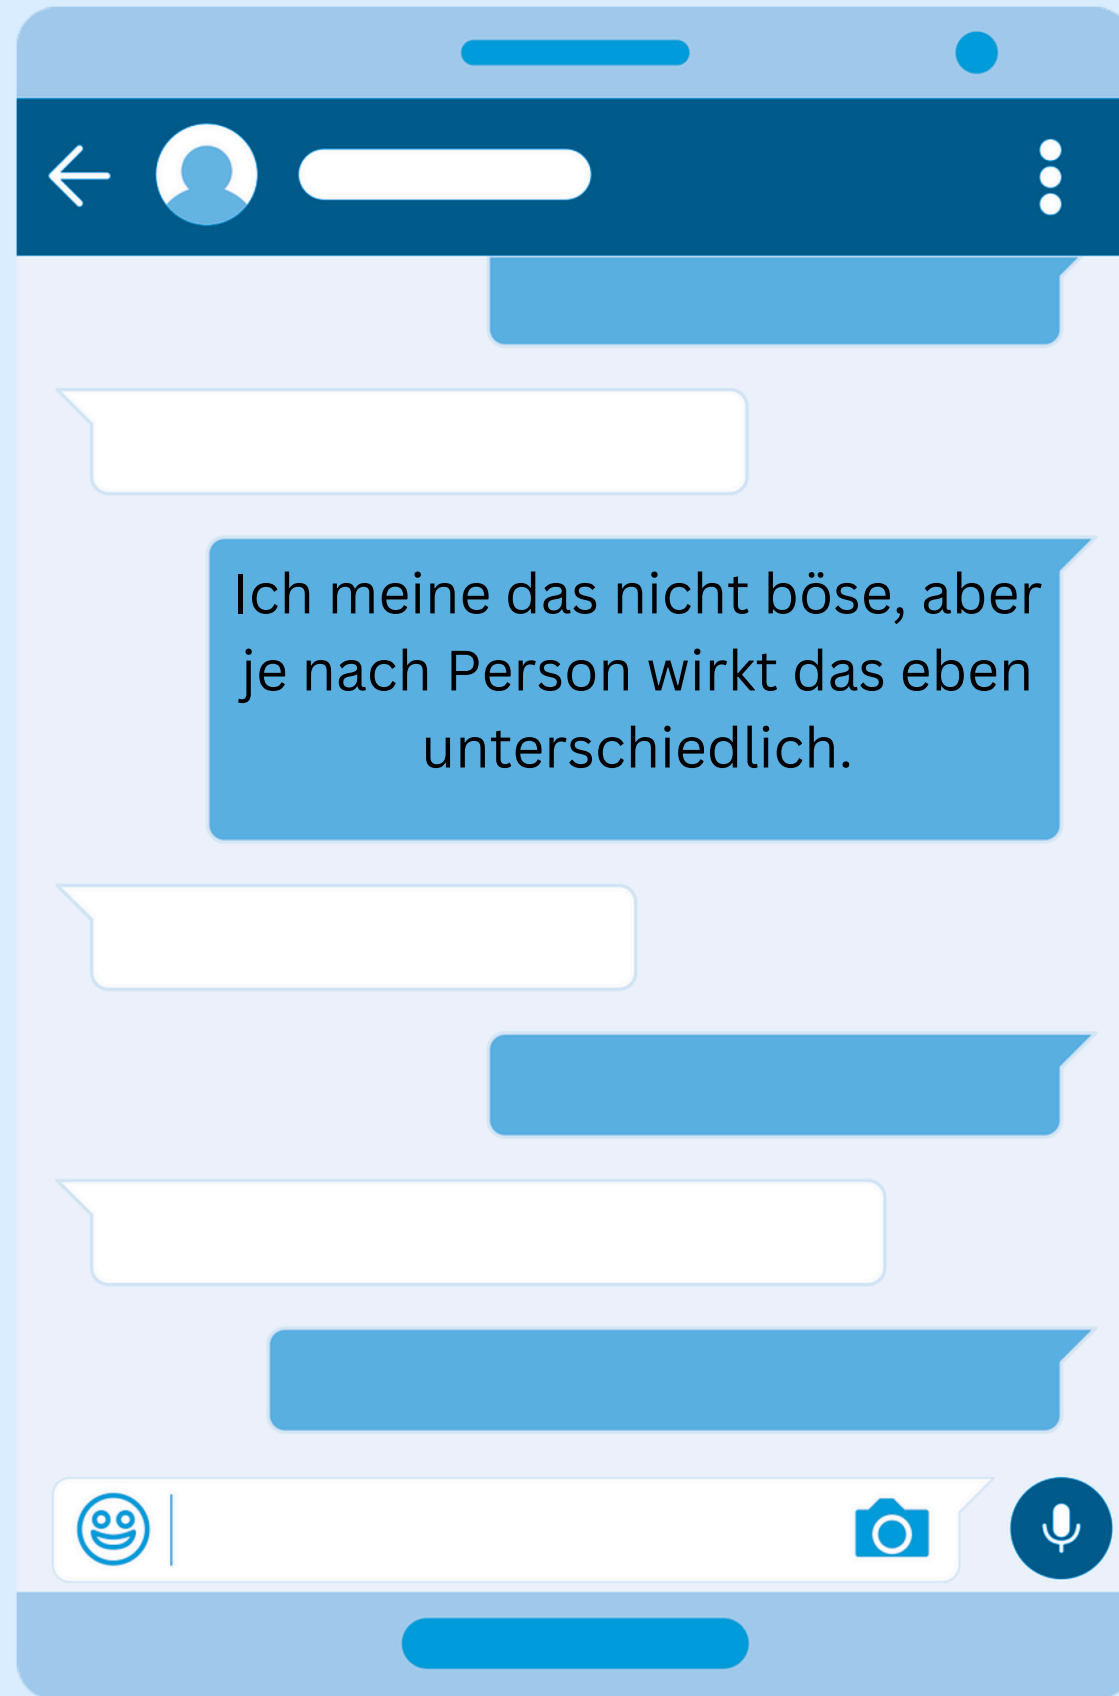 Ich meine das nicht böse, aber
je nach Person wirkt das eben
unterschiedlich.